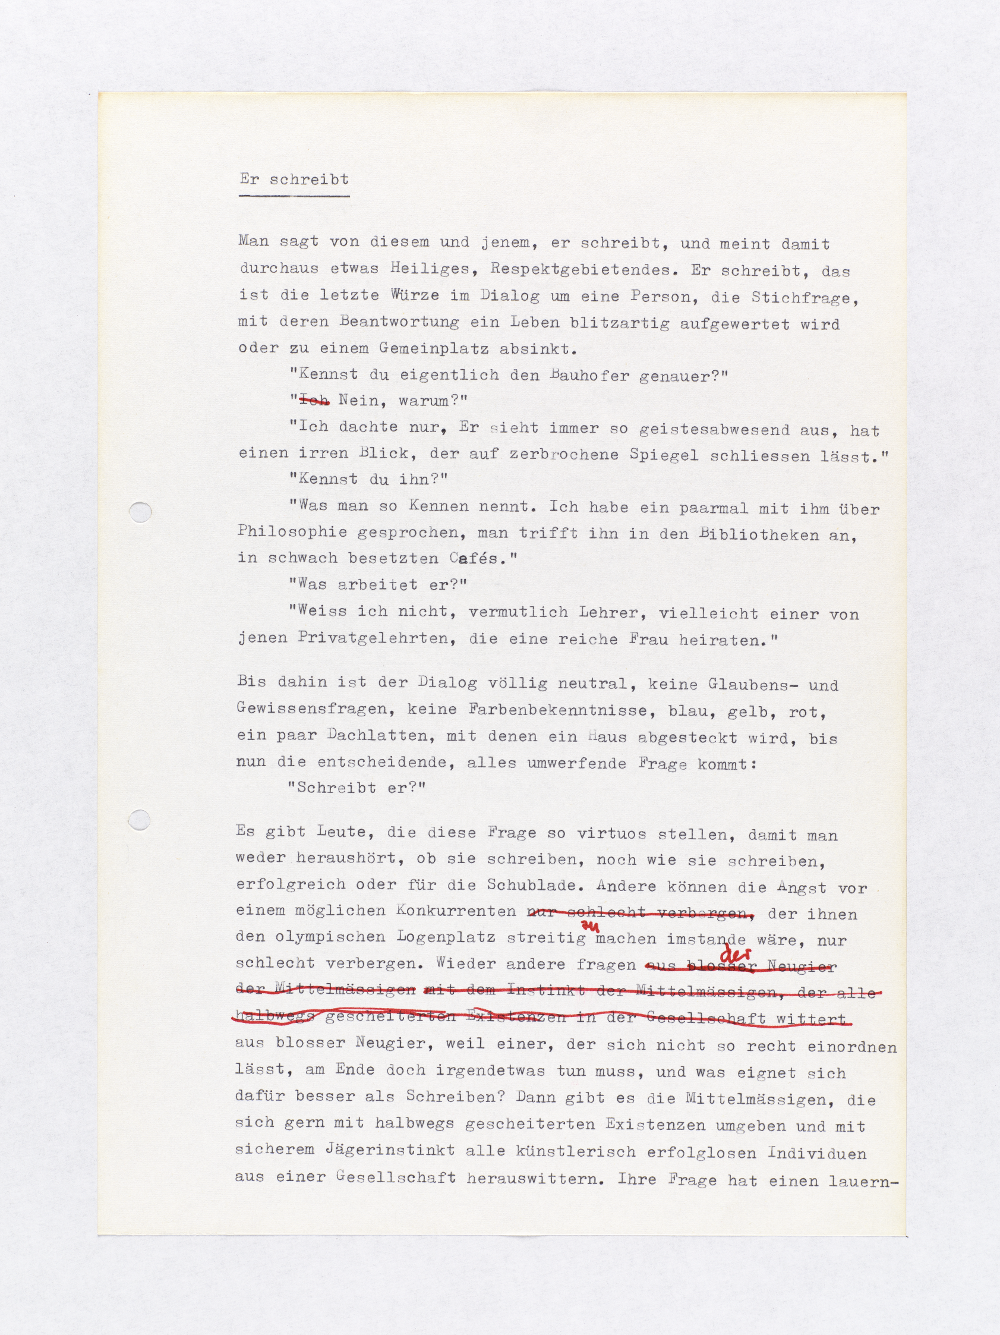 Er schreibt
Man sagt von diesem und jenem, er schreibt, und meint damit
durchaus etwas Heiliges, Respektgebietendes. Er schreibt, das
ist die letzte Würze im Dialog um eine Person, die Stichfrage,
mit deren Beantwortung ein Leben blitzartig aufgewertet wird
oder zu einem Gemeinplatz absinkt.
"Kennst du eigentlich den Bauhofer genauer?"
"Ich Nein, warum?"
"Ich dachte nur, Er sieht immer so geistesabwesend aus, hat
einen irren Blick, der auf zerbrochene Spiegel schliessen lässt."
"Kennst du ihn?"
"Was man so Kennen nennt. Ich habe ein paarmal mit ihm über
Philosophie gesprochen, man trifft ihn in den Bibliotheken an,
in schwach besetzten Cafés."
"Was arbeitet er?"
"Weiss ich nicht, vermutlich Lehrer, vielleicht einer von
jenen Privatgelehrten, die eine reiche Frau heiraten."
Bis dahin ist der Dialog völlig neutral, keine Glaubens- und
Gewissensfragen, keine Farbenbekenntnisse, blau, gelb, rot,
ein paar Dachlatten, mit denen ein Haus abgesteckt wird, bis
nun die entscheidende, alles umwerfende Frage kommt:
"Schreibt er?"
Es gibt Leute, die diese Frage so virtuos stellen, damit man
weder heraushört, ob sie schreiben, noch wie sie schreiben,
erfolgreich oder für die Schublade. Andere können die Angst vor
einem möglichen Konkurrenten nur schlecht verbergen, der ihnen
zu
den olympischen Logenplatz streitig machen imstande wäre, nur
der
schlecht verbergen. Wieder andere fragen aus blosser Neugier
der Mittelmässigen mit dem Instinkt der Mittelmässigen, der alle
halbwegs gescheiterten Existenzen in der Gesellschaft wittert
aus blosser Neugier, weil einer, der sich nicht so recht einordnen
lässt, am Ende doch irgendetwas tun muss, und was eignet sich
dafür besser als Schreiben? Dann gibt es die Mittelmässigen, die
sich gern mit halbwegs gescheiterten Existenzen umgeben und mit
sicherem Jägerinstinkt alle künstlerisch erfolglosen Individuen
aus einer Gesellschaft herauswittern. Ihre Frage hat einen lauern-